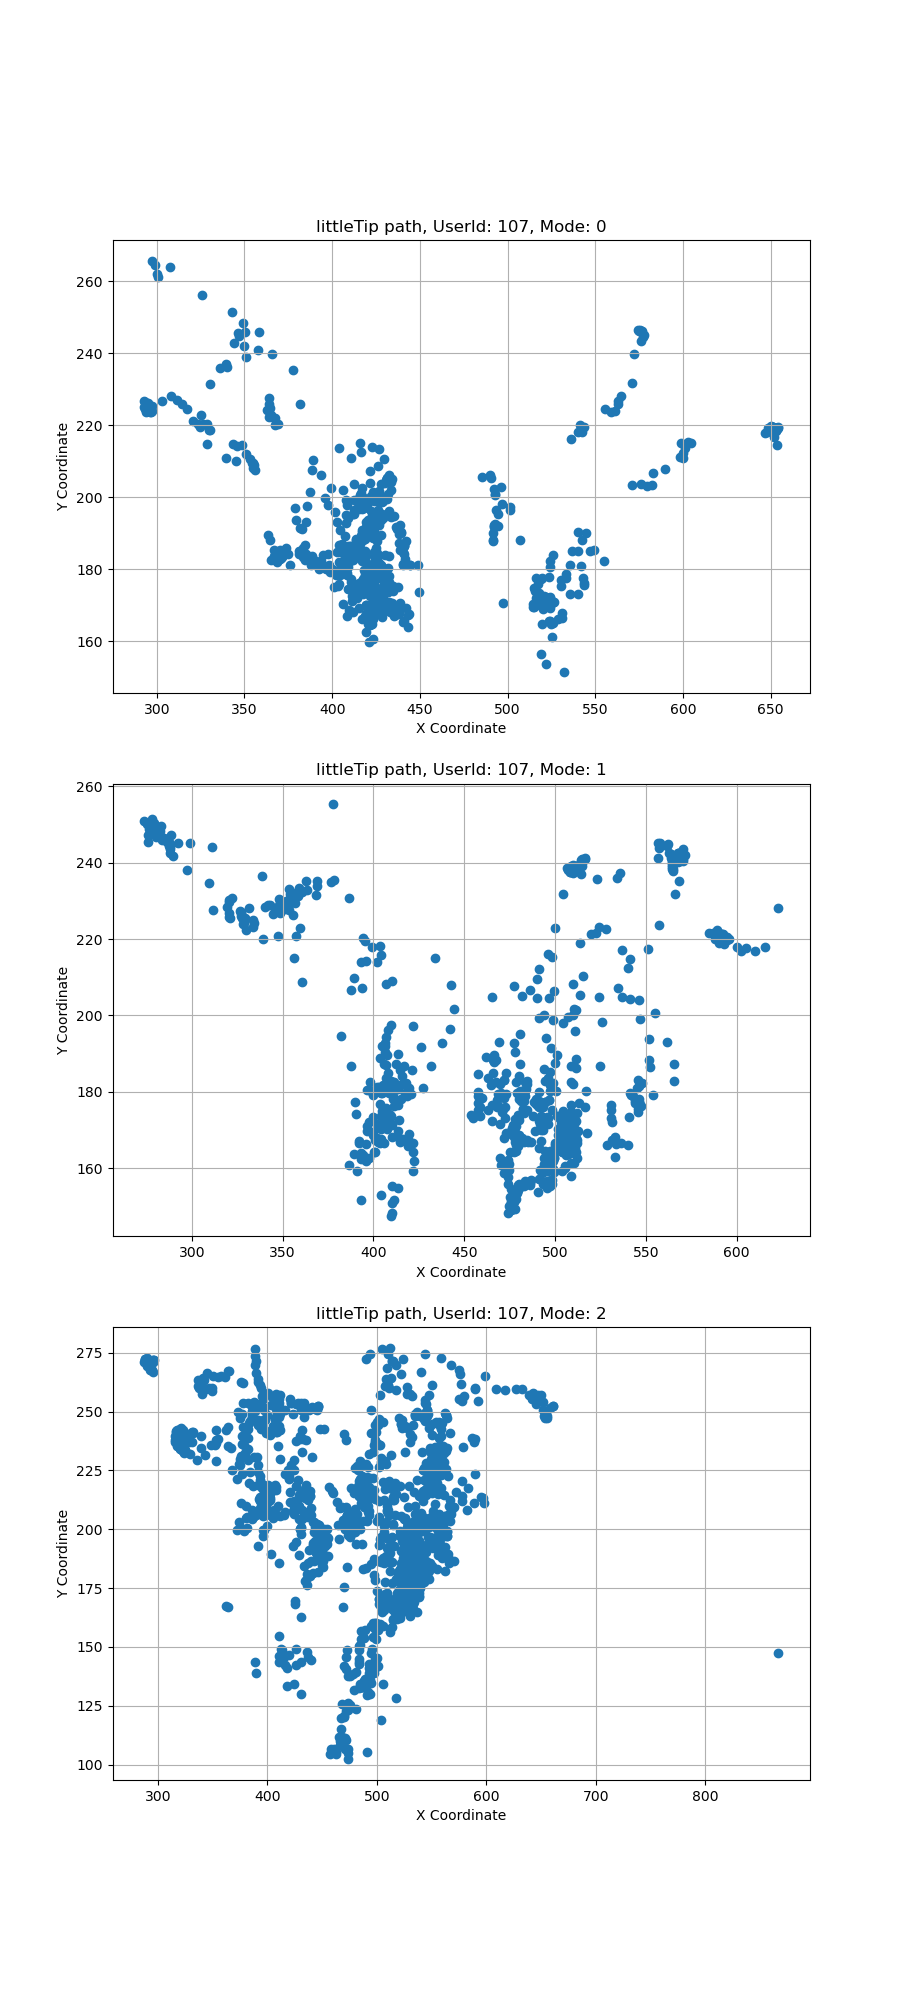 littleTip path, UserId: 107, Mode: 0
260
240
220
200
180
160
Y Coordinate
300 350 400 450 500 550 600 650
X Coordinate
littleTip path, UserId: 107, Mode: 1
260
240
220
200
180
160
Y Coordinate
300 350 400 450 500 550 600
X Coordinate
littleTip path, UserId: 107, Mode: 2
275
250
225
200
175
150
125
100
Y Coordinate
300 400 500 600 700 800
X Coordinate